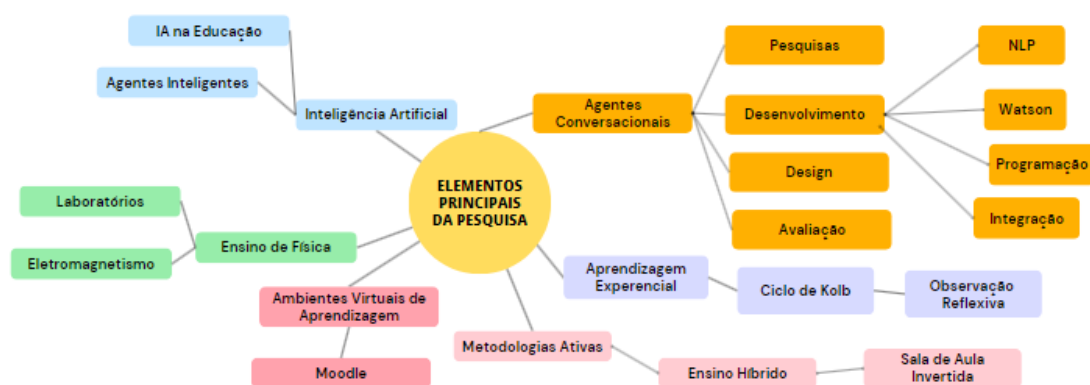 IA na Educação
Agentes Inteligentes
Inteligência Artificial
Laboratórios
Eletromagnetismo
Ensino de Física
Ambientes Virtuais de
Aprendizagem
Moodle
ELEMENTOS
PRINCIPAIS
DA PESQUISA
Agentes
Conversacionais
Pesquisas
Desenvolvimento
Design
Avaliação
NLP
Watson
Programação
Integração
Aprendizagem
Experencial
Ciclo de Kolb
Observação
Reflexiva
Metodologias Ativas
Ensino Híbrido
Sala de Aula
Invertida